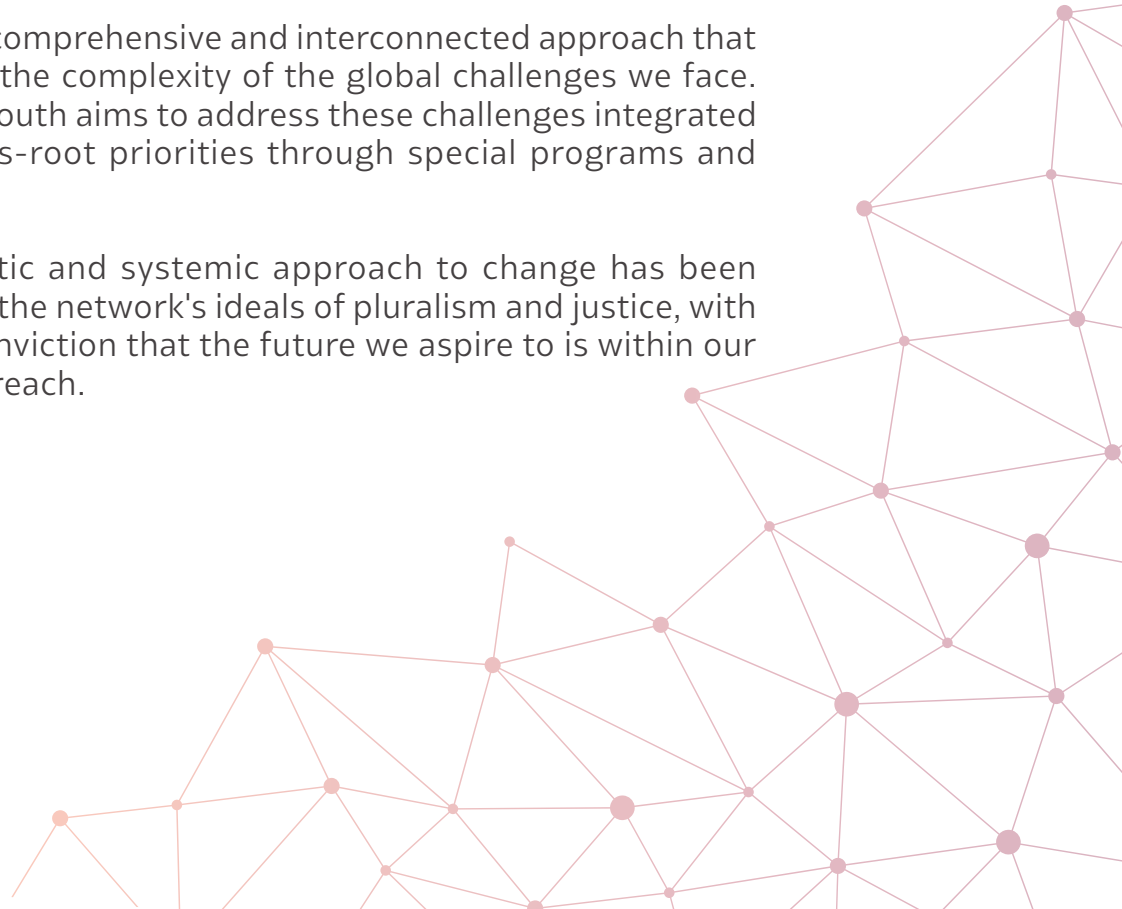 comprehensive and interconnected approach that
the complexity of the global challenges we face.
outh aims to address these challenges integrated
s-root priorities through special programs and
tic and systemic approach to change has been
the network's ideals of pluralism and justice, with
nviction that the future we aspire to is within our
reach.